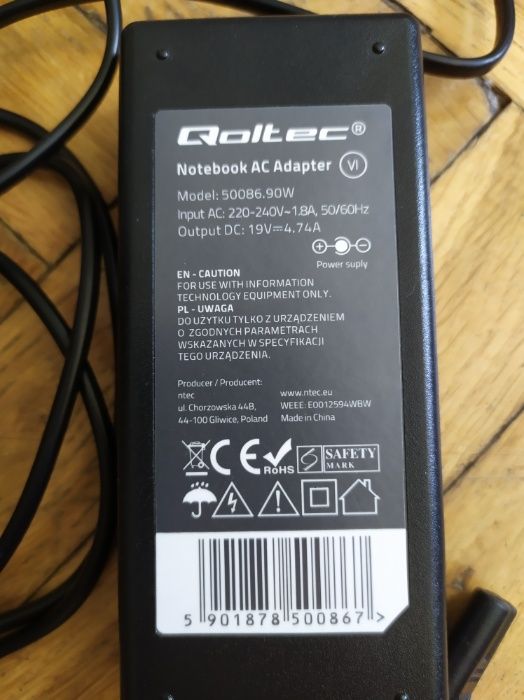 Qoltec®
Notebook AC Adapter VI
Model: 50086.90W
Input AC: 220-240V~1.8A, 50/60Hz
Output DC: 19V⎓4.74A
Power suply
EN - CAUTION
FOR USE WITH INFORMATION
TECHNOLOGY EQUIPMENT ONLY.
PL - UWAGA
DO UŻYTKU TYLKO Z URZĄDZENIEM
O ZGODNYCH PARAMETRACH
WSKAZANYCH W SPECYFIKACJI
TEGO URZĄDZENIA.
Producer / Producent:
ntec
ul. Chorzowska 44B,
44-100 Gliwice, Poland
www.ntec.eu
WEEE: E0012594WBW
Made in China
CE RoHS S SAFETY
MARK
5 901878 500867 >